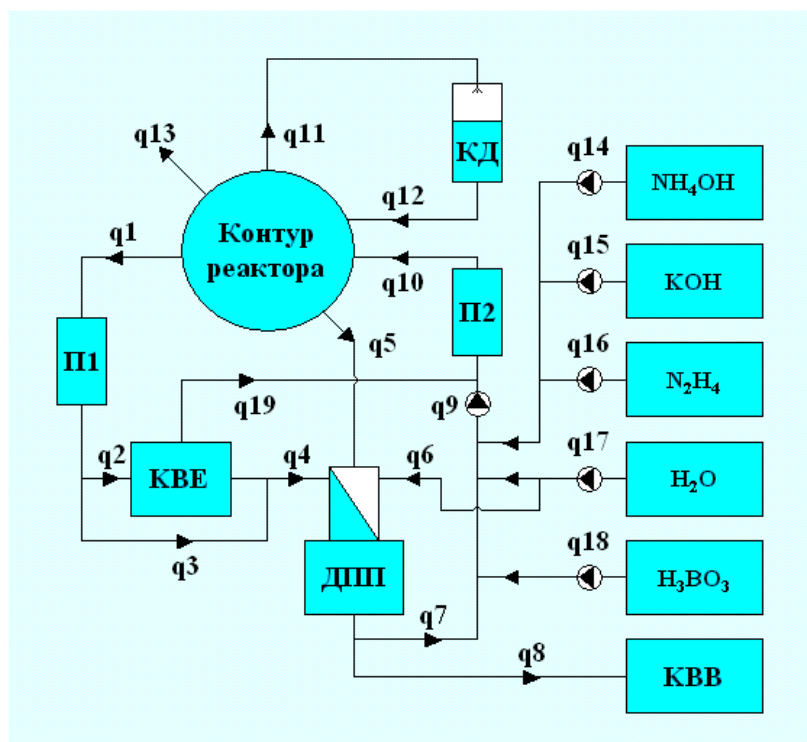 q13
q11
КД
q12
q14
NH4OH
q1
Контур
реактора
q10
q15
KOH
П2
П1
q5
q16
N2H4
q19
q9
q2
КВЕ
q4
q6
q17
H2O
q3
q18
ДПП
H3BO3
q7
q8
КВВ